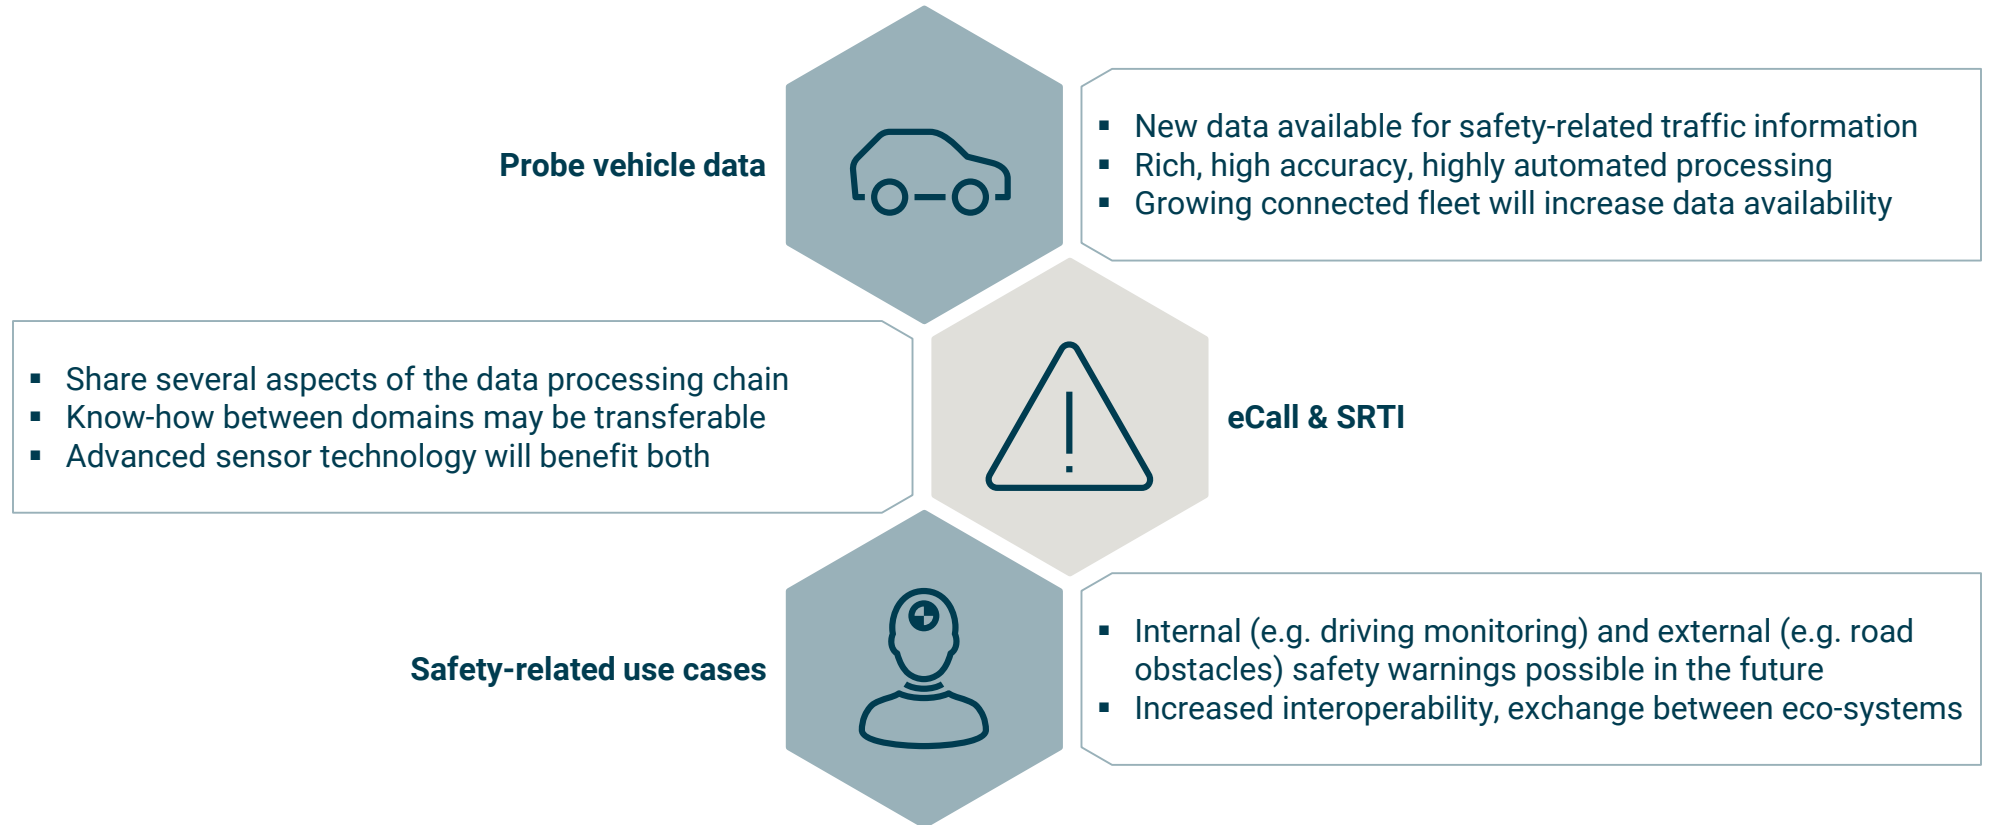 Probe vehicle data
▪ New data available for safety-related traffic information
▪ Rich, high accuracy, highly automated processing
▪ Growing connected fleet will increase data availability
▪ Share several aspects of the data processing chain
▪ Know-how between domains may be transferable
▪ Advanced sensor technology will benefit both
eCall & SRTI
Safety-related use cases
▪ Internal (e.g. driving monitoring) and external (e.g. road
obstacles) safety warnings possible in the future
▪ Increased interoperability, exchange between eco-systems